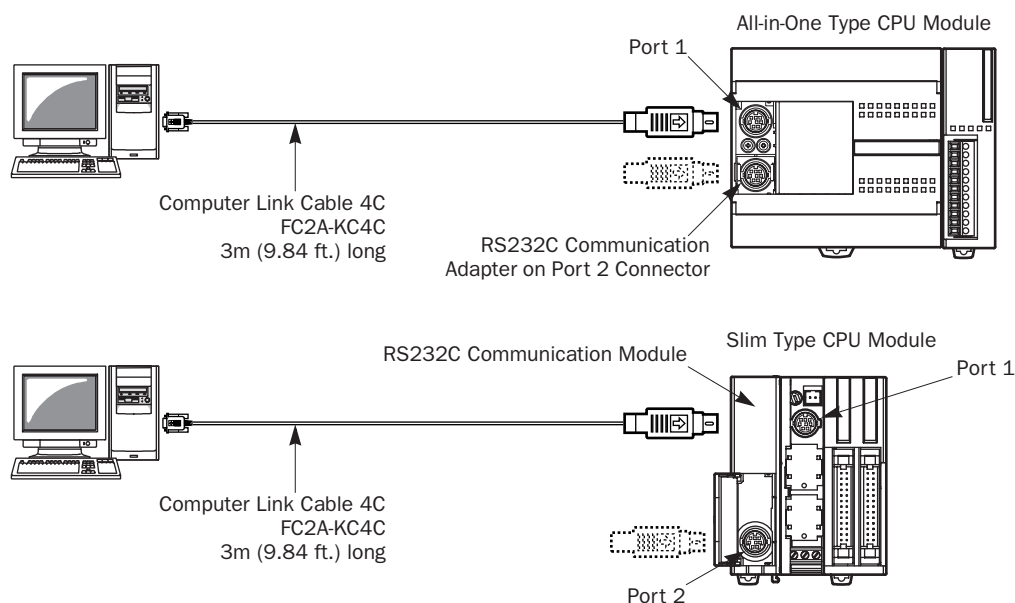 All-in-One Type CPU Module
Port 1
Computer Link Cable 4C
FC2A-KC4C
3m (9.84 ft.) long
RS232C Communication
Adapter on Port 2 Connector
Slim Type CPU Module
RS232C Communication Module
Port 1
Computer Link Cable 4C
FC2A-KC4C
3m (9.84 ft.) long
Port 2